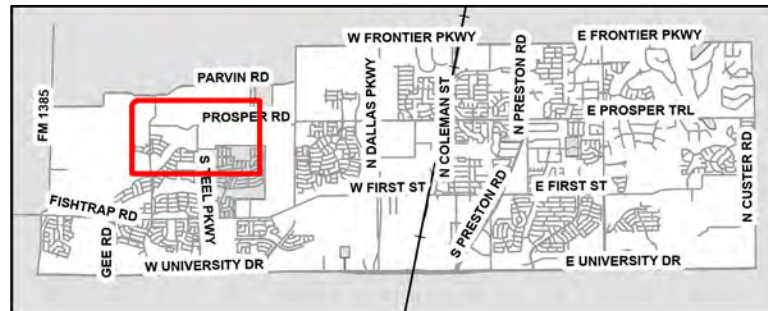 W FRONTIER PKWY
E FRONTIER PKWY
PARVIN RD
FM 1385
PROSPER RD
N DALLAS PKWY
N COLEMAN ST
N PRESTON RD
E PROSPER TRL
S TEEL PKWY
W FIRST ST
S PRESTON RD
E FIRST ST
N CUSTER RD
FISHTRAP RD
GEE RD
W UNIVERSITY DR
E UNIVERSITY DR